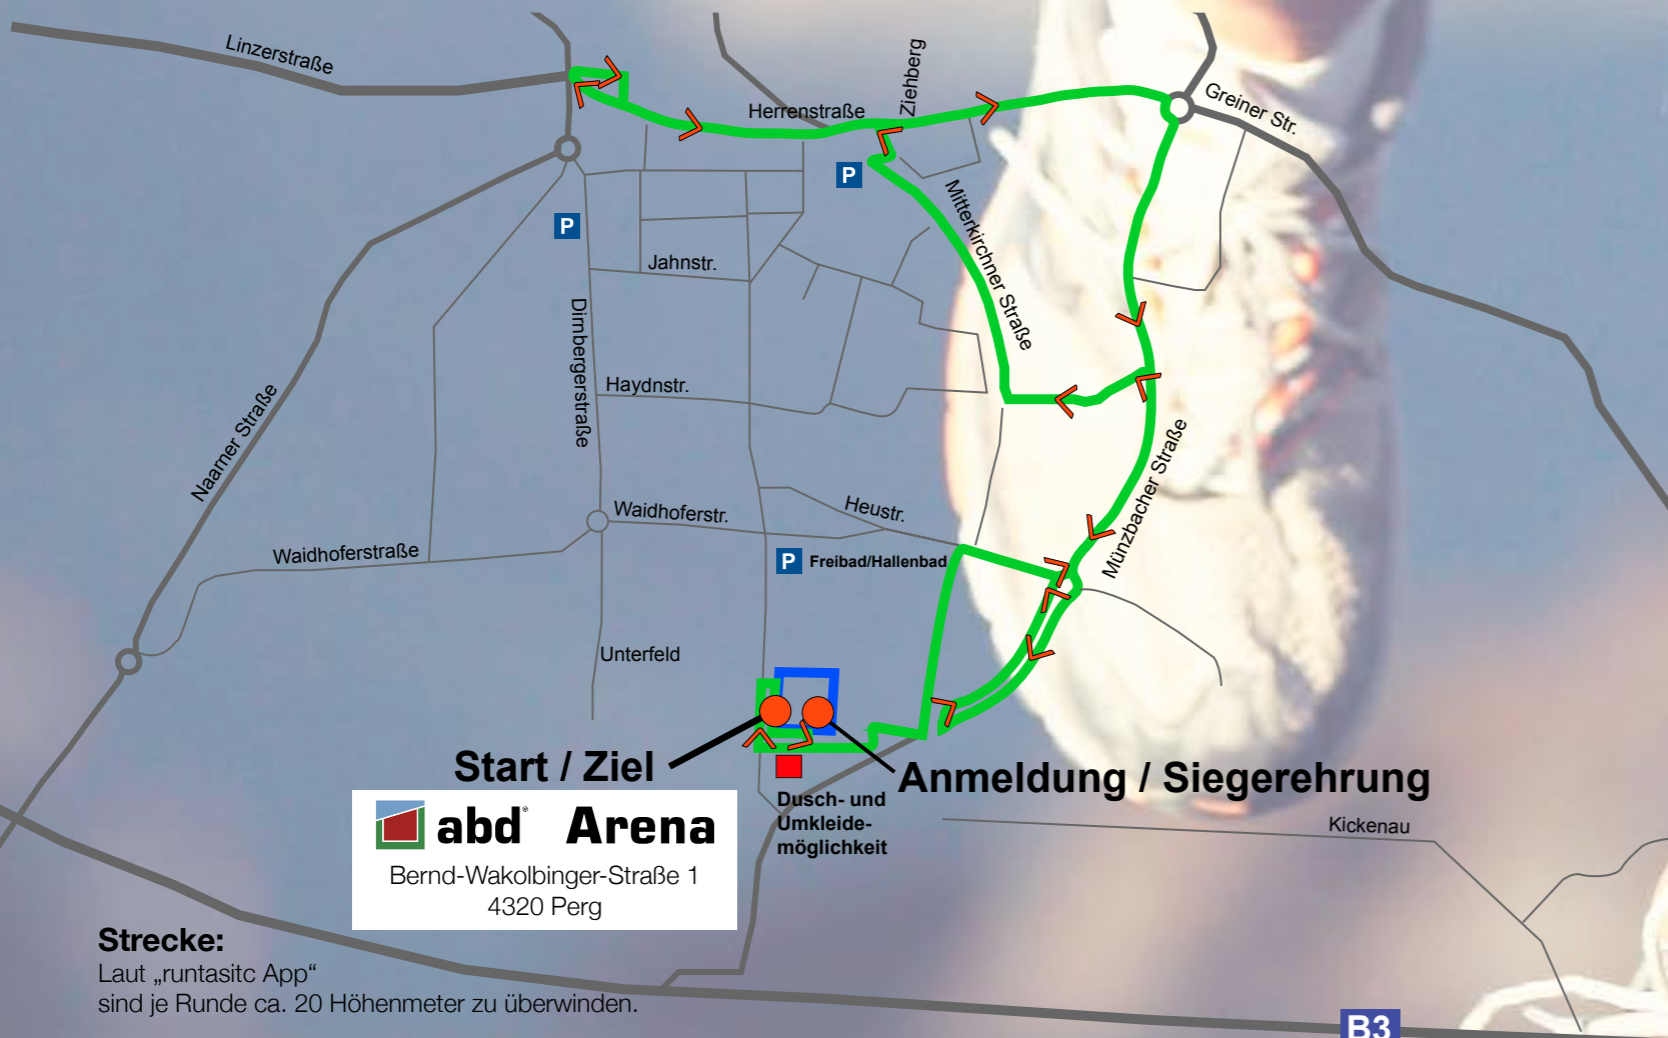 Linzerstraße
Herrenstraße
Ziehberg
Greiner Str.
P
P
Mitterkirchner Straße
Jahnstr.
Dirnbergerstraße
Haydnstr.
Naarner Straße
Münzbacher Straße
Waidhoferstr.
Heustr.
Waidhoferstraße
P Freibad/Hallenbad
Unterfeld
Start / Ziel
Anmeldung / Siegerehrung
abd® Arena
Bernd-Wakolbinger-Straße 1
4320 Perg
Dusch- und
Umkleide-
möglichkeit
Kickenau
Strecke:
Laut „runtasitc App“
sind je Runde ca. 20 Höhenmeter zu überwinden.
B3